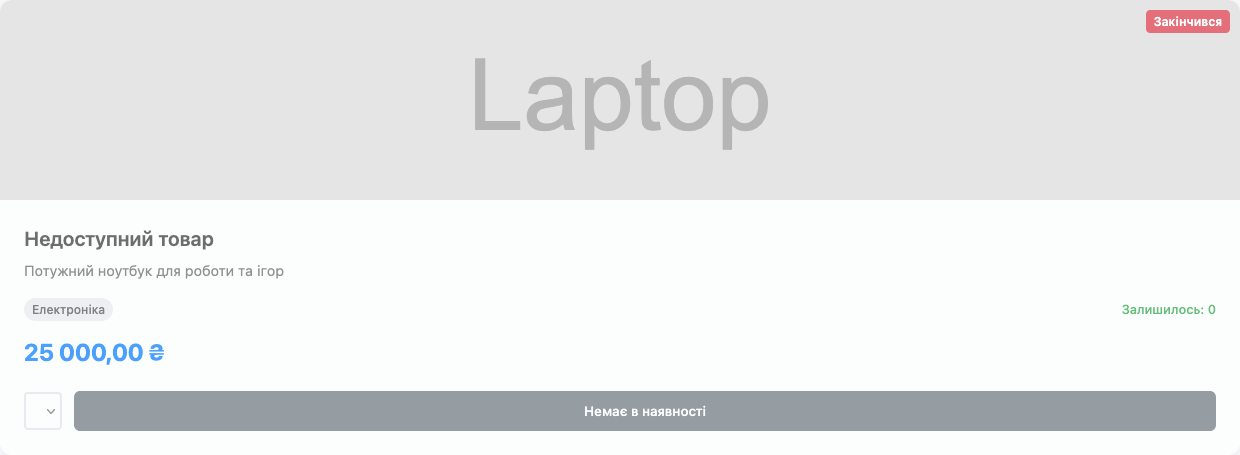 Закінчився
Laptop
Недоступний товар
Потужний ноутбук для роботи та ігор
Електроніка
Залишилось: 0
25 000,00 ₴
Немає в наявності